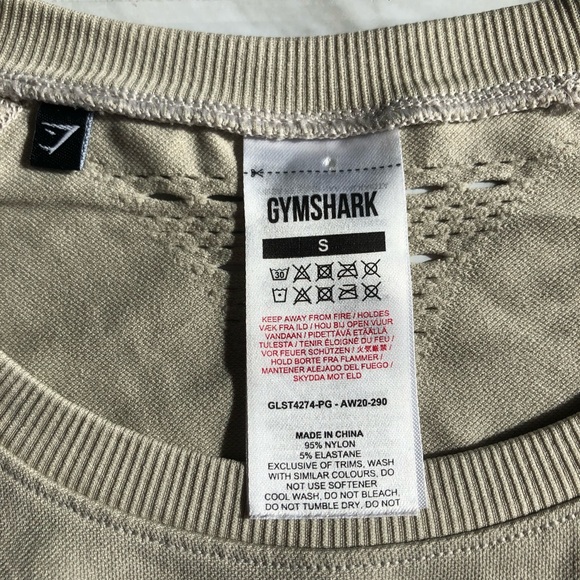 GYMSHARK
S
30
KEEP AWAY FROM FIRE / HOLDES
VÆK FRA ILD / HOU BIJ OPEN VUUR
VANDAAN / PIDETTÄVÄ ETÄÄLLÄ
TULESTA / TENIR ÉLOIGNÉ DU FEU /
VOR FEUER SCHÜTZEN / 火気厳禁 /
HOLD BORTE FRA FLAMMER /
MANTENER ALEJADO DEL FUEGO /
SKYDDA MOT ELD
GLST4274-PG - AW20-290
MADE IN CHINA
95% NYLON
5% ELASTANE
EXCLUSIVE OF TRIMS, WASH
WITH SIMILAR COLOURS, DO
NOT USE SOFTENER
COOL WASH, DO NOT BLEACH,
DO NOT TUMBLE DRY, DO NOT